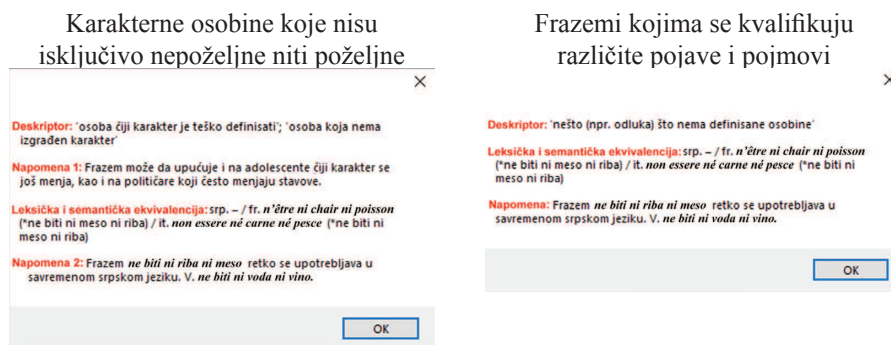 Karakterne osobine koje nisu
isključivo nepoželjne niti poželjne
Deskriptor: 'osoba čiji karakter je teško definisati'; 'osoba koja nema
izgrađen karakter'
Napomena 1: Frazem može da upućuje i na adolescente čiji karakter se
još menja, kao i na političare koji često menjaju stavove.
Leksička i semantička ekvivalencija: srp. – / fr. n'être ni chair ni poisson
(*ne biti ni meso ni riba) / it. non essere né carne né pesce (*ne biti ni
meso ni riba)
Napomena 2: Frazem ne biti ni riba ni meso retko se upotrebljava u
savremenom srpskom jeziku. V. ne biti ni voda ni vino.
OK
Frazemi kojima se kvalifikuju
različite pojave i pojmovi
Deskriptor: 'nešto (npr. odluka) što nema definisane osobine'
Leksička i semantička ekvivalencija: srp. – / fr. n'être ni chair ni poisson
(*ne biti ni meso ni riba) / it. non essere né carne né pesce (*ne biti ni
meso ni riba)
Napomena: Frazem ne biti ni riba ni meso retko se upotrebljava u
savremenom srpskom jeziku. V. ne biti ni voda ni vino.
OK